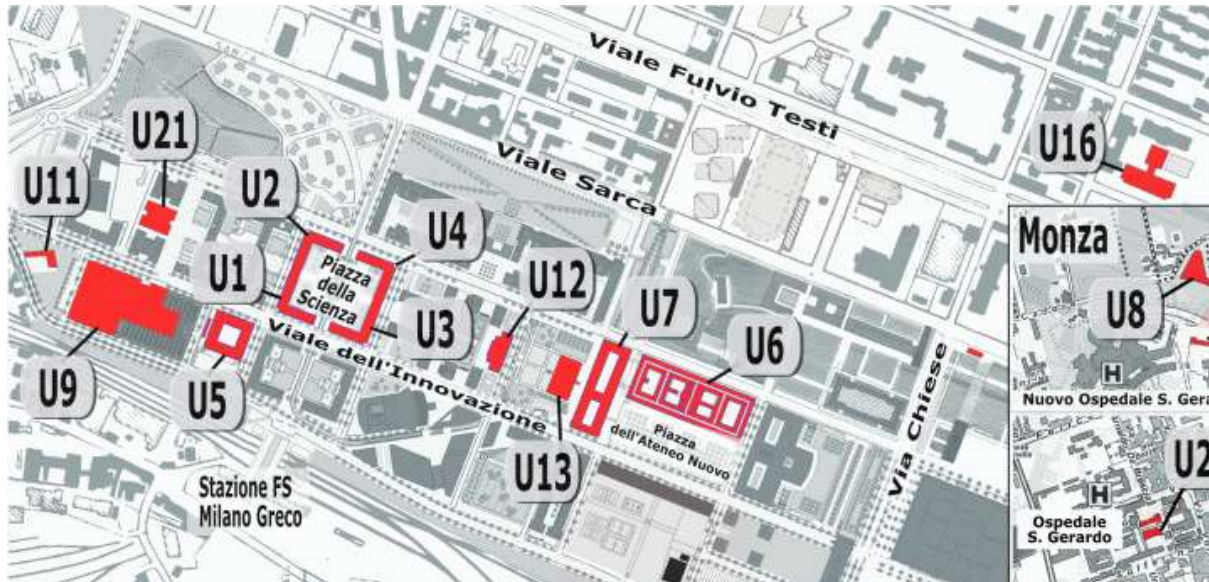 Viale Fulvio Testi
U21
U16
Viale Sarca
U11
U2
Monza
U4
Piazza
della
Scienza
U1
U12
U8
U3
U7
U6
Viale dell'Innovazione
Via Chiese
H
U9
U5
Nuovo Ospedale S. Gera
Piazza
dell'Ateneo Nuovo
U13
U2
Stazione FS
Milano Greco
H
Ospedale
S. Gerardo